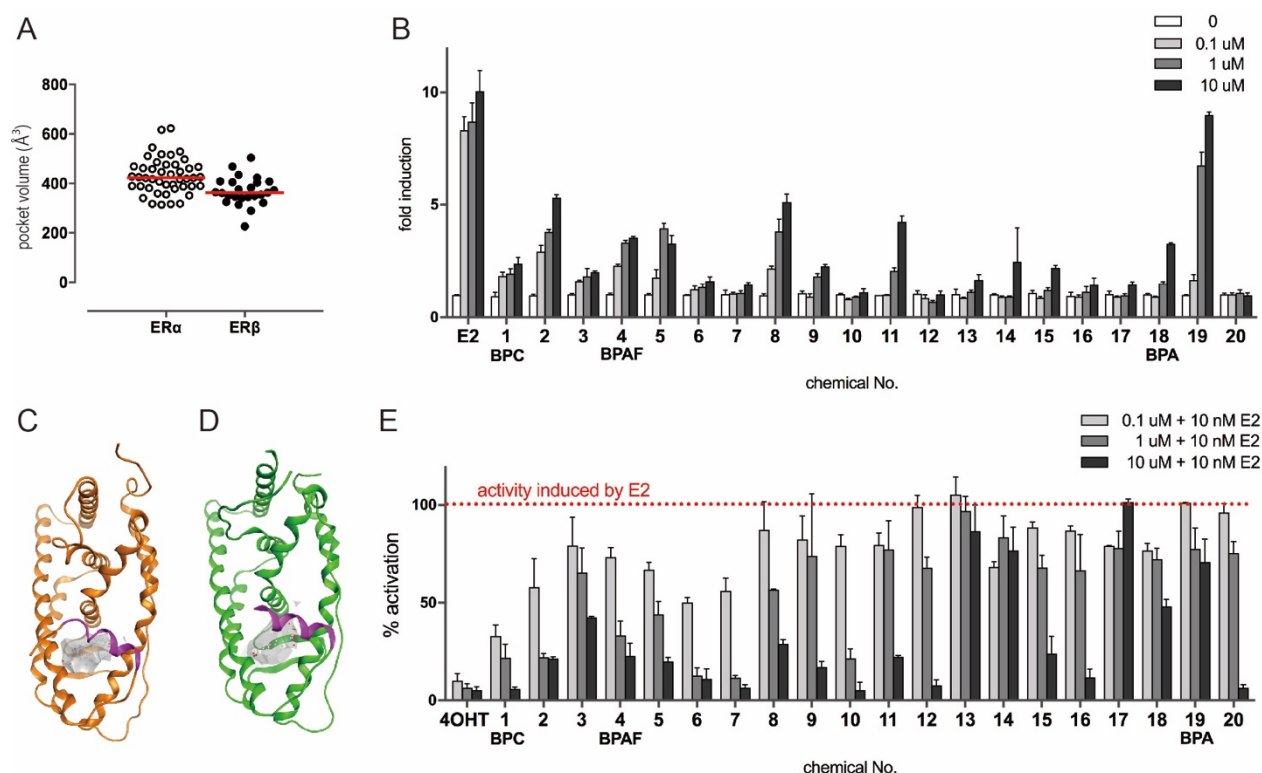 A
800
600
400
200
0
pocket volume (Å³)
ERα ERβ
B
0
0.1 uM
1 uM
10 uM
10
5
0
fold induction
E2 1 2 3 4 5 6 7 8 9 10 11 12 13 14 15 16 17 18 19 20
BPC BPAF BPA
chemical No.
C
D
E
0.1 uM + 10 nM E2
1 uM + 10 nM E2
10 uM + 10 nM E2
activity induced by E2
100
50
0
% activation
4OHT 1 2 3 4 5 6 7 8 9 10 11 12 13 14 15 16 17 18 19 20
BPC BPAF BPA
chemical No.